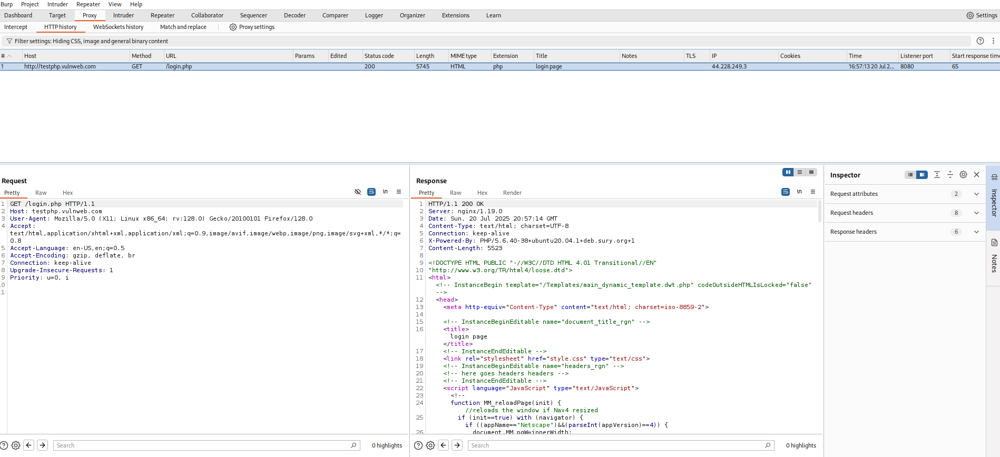 Burp Project Intruder Repeater View Help
Dashboard Target Proxy Intruder Repeater Collaborator Sequencer Decoder Comparer Logger Organizer Extensions Learn Settings
Intercept HTTP history WebSockets history Match and replace Proxy settings
Filter settings: Hiding CSS, image and general binary content
# Host Method URL Params Edited Status code Length MIME type Extension Title Notes TLS IP Cookies Time Listener port Start response time
1 http://testphp.vulnweb.com GET /login.php 200 5745 HTML php login page 44.228.249.3 16:57:13 20 Jul 2... 8080 65
Request
Pretty Raw Hex \n
1 GET /login.php HTTP/1.1
2 Host: testphp.vulnweb.com
3 User-Agent: Mozilla/5.0 (X11; Linux x86_64; rv:128.0) Gecko/20100101 Firefox/128.0
4 Accept:
text/html,application/xhtml+xml,application/xml;q=0.9,image/avif,image/webp,image/png,image/svg+xml,*/*;q=
0.8
5 Accept-Language: en-US,en;q=0.5
6 Accept-Encoding: gzip, deflate, br
7 Connection: keep-alive
8 Upgrade-Insecure-Requests: 1
9 Priority: u=0, i
0
1
Search 0 highlights
Response
Pretty Raw Hex Render \n
1 HTTP/1.1 200 OK
2 Server: nginx/1.19.0
3 Date: Sun, 20 Jul 2025 20:57:14 GMT
4 Content-Type: text/html; charset=UTF-8
5 Connection: keep-alive
6 X-Powered-By: PHP/5.6.40-38+ubuntu20.04.1+deb.sury.org+1
7 Content-Length: 5523
8
9 <!DOCTYPE HTML PUBLIC "-//W3C//DTD HTML 4.01 Transitional//EN"
10 "http://www.w3.org/TR/html4/loose.dtd">
11 <html>
<!-- InstanceBegin template="/Templates/main_dynamic_template.dwt.php" codeOutsideHTMLIsLocked="false"
-->
12 <head>
13 <meta http-equiv="Content-Type" content="text/html; charset=iso-8859-2">
14
15 <!-- InstanceBeginEditable name="document_title_rgn" -->
16 <title>
login page
</title>
17 <!-- InstanceEndEditable -->
18 <link rel="stylesheet" href="style.css" type="text/css">
19 <!-- InstanceBeginEditable name="headers_rgn" -->
20 <!-- here goes headers headers -->
21 <!-- InstanceEndEditable -->
22 <script language="JavaScript" type="text/JavaScript">
23 <!--
24 function MM_reloadPage(init) {
//reloads the window if Nav4 resized
25 if (init==true) with (navigator) {
if ((appName=="Netscape")&&(parseInt(appVersion)==4)) {
26 document.MM_pgW=innerWidth;
Search 0 highlights
Inspector
Request attributes 2
Request headers 8
Response headers 6
Inspector
Notes